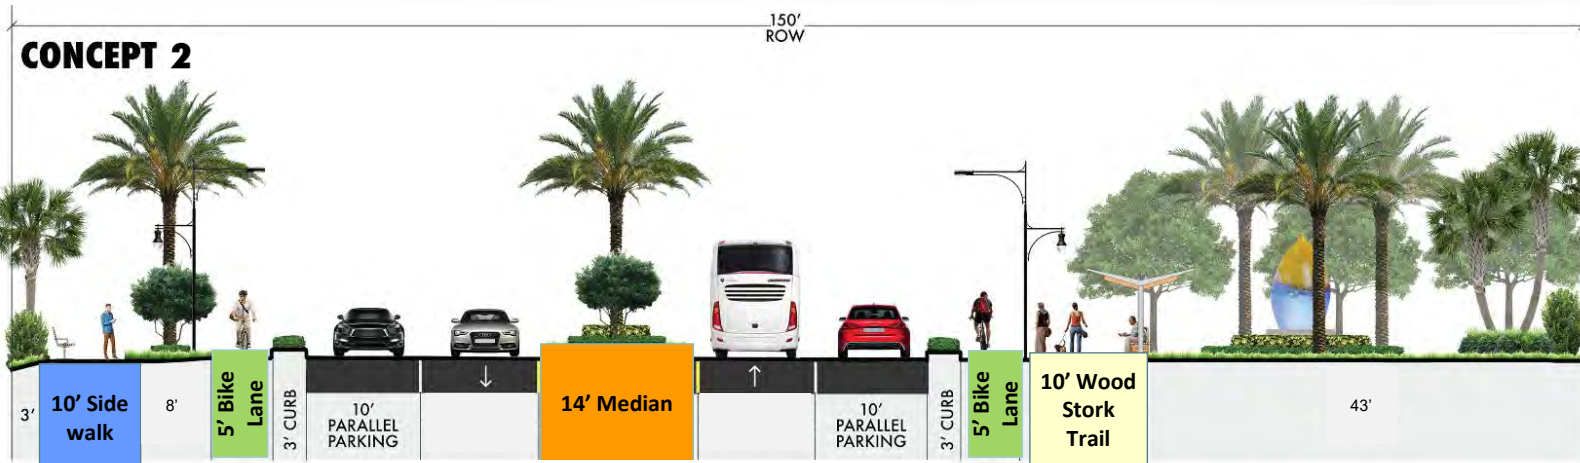 150'
ROW
CONCEPT 2
3'
10' Side
walk
8'
5' Bike
Lane
3' CURB
10'
PARALLEL
PARKING
↓
14' Median
↑
10'
PARALLEL
PARKING
3' CURB
5' Bike
Lane
10' Wood
Stork
Trail
43'